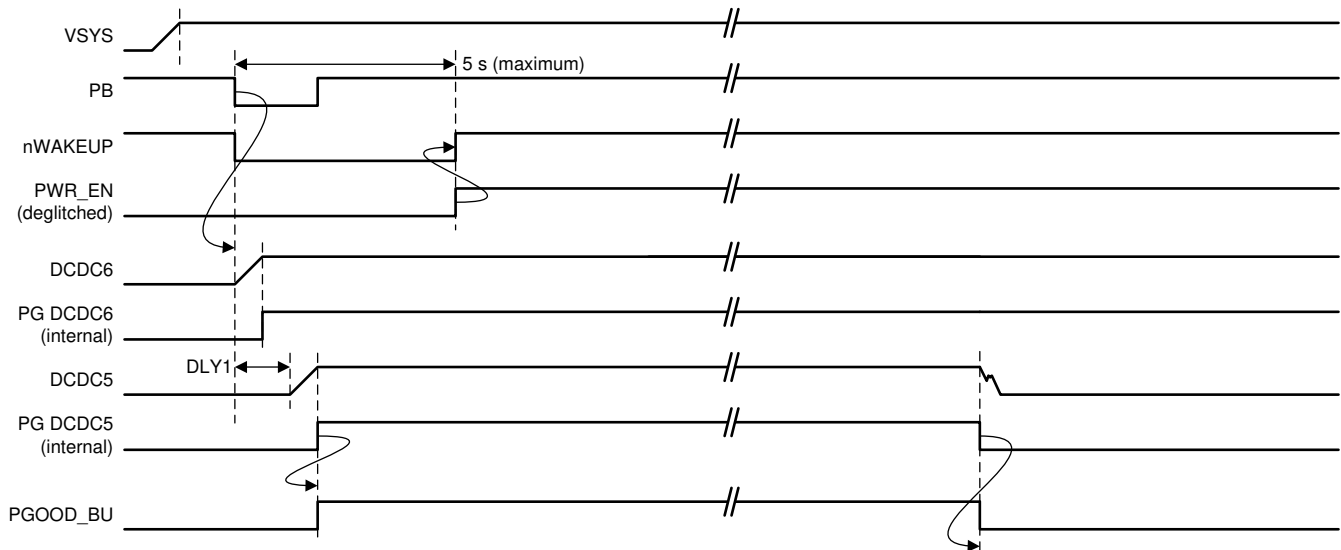 VSYS
5 s (maximum)
PB
nWAKEUP
PWR_EN
(deglitched)
DCDC6
PG DCDC6
(internal)
DLY1
DCDC5
PG DCDC5
(internal)
PGOOD_BU